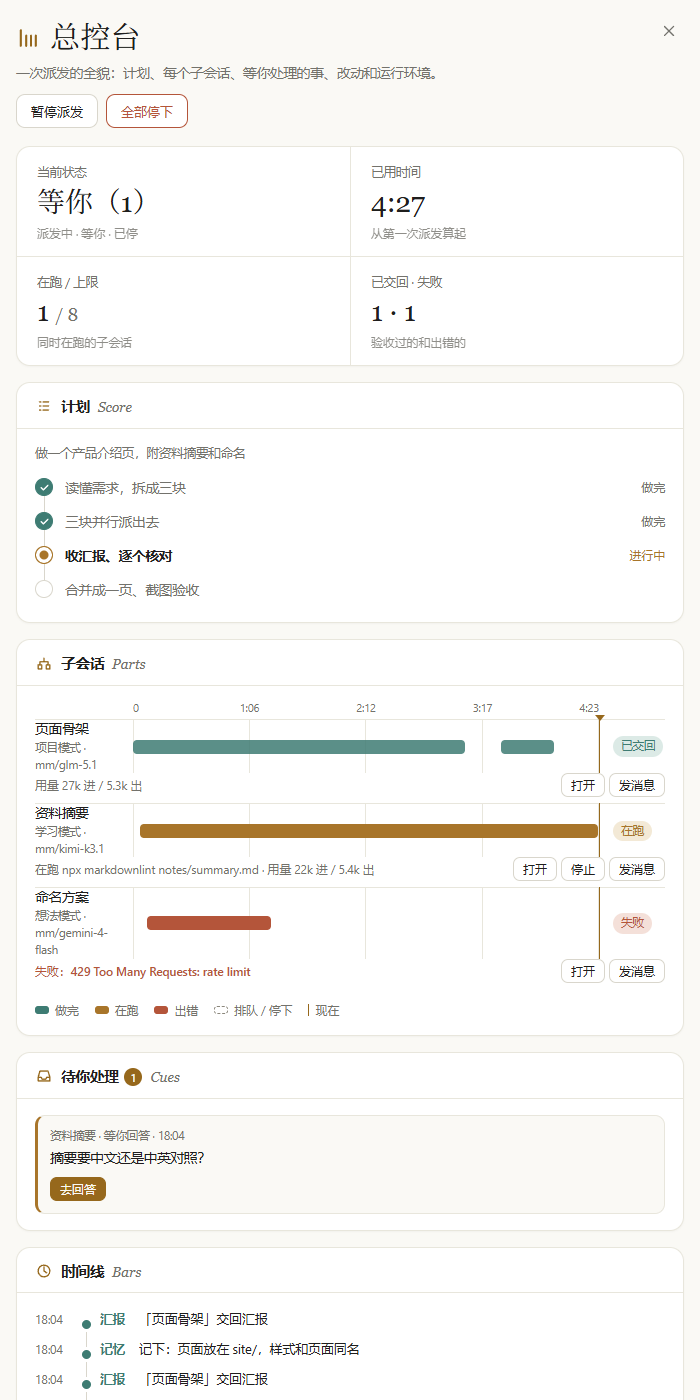 总控台
一次派发的全貌：计划、每个子会话、等你处理的事、改动和运行环境。
暂停派发 全部停下
当前状态
等你（1）
派发中 · 等你 · 已停
已用时间
4:27
从第一次派发算起
在跑 / 上限
1 / 8
同时在跑的子会话
已交回 · 失败
1 · 1
验收过的和出错的
计划 Score
做一个产品介绍页，附资料摘要和命名
读懂需求，拆成三块 做完
三块并行派出去 做完
收汇报、逐个核对 进行中
合并成一页、截图验收
子会话 Parts
0 1:06 2:12 3:17 4:23
页面骨架
项目模式 ·
mm/glm-5.1
已交回
用量 27k 进 / 5.3k 出 打开 发消息
资料摘要
学习模式 ·
mm/kimi-k3.1
在跑
在跑 npx markdownlint notes/summary.md · 用量 22k 进 / 5.4k 出 打开 停止 发消息
命名方案
想法模式 ·
mm/gemini-4-
flash
失败
失败：429 Too Many Requests: rate limit 打开 发消息
做完 在跑 出错 排队 / 停下 现在
待你处理 1 Cues
资料摘要 · 等你回答 · 18:04
摘要要中文还是中英对照？
去回答
时间线 Bars
18:04 汇报 「页面骨架」交回汇报
18:04 记忆 记下：页面放在 site/，样式和页面同名
18:04 汇报 「页面骨架」交回汇报